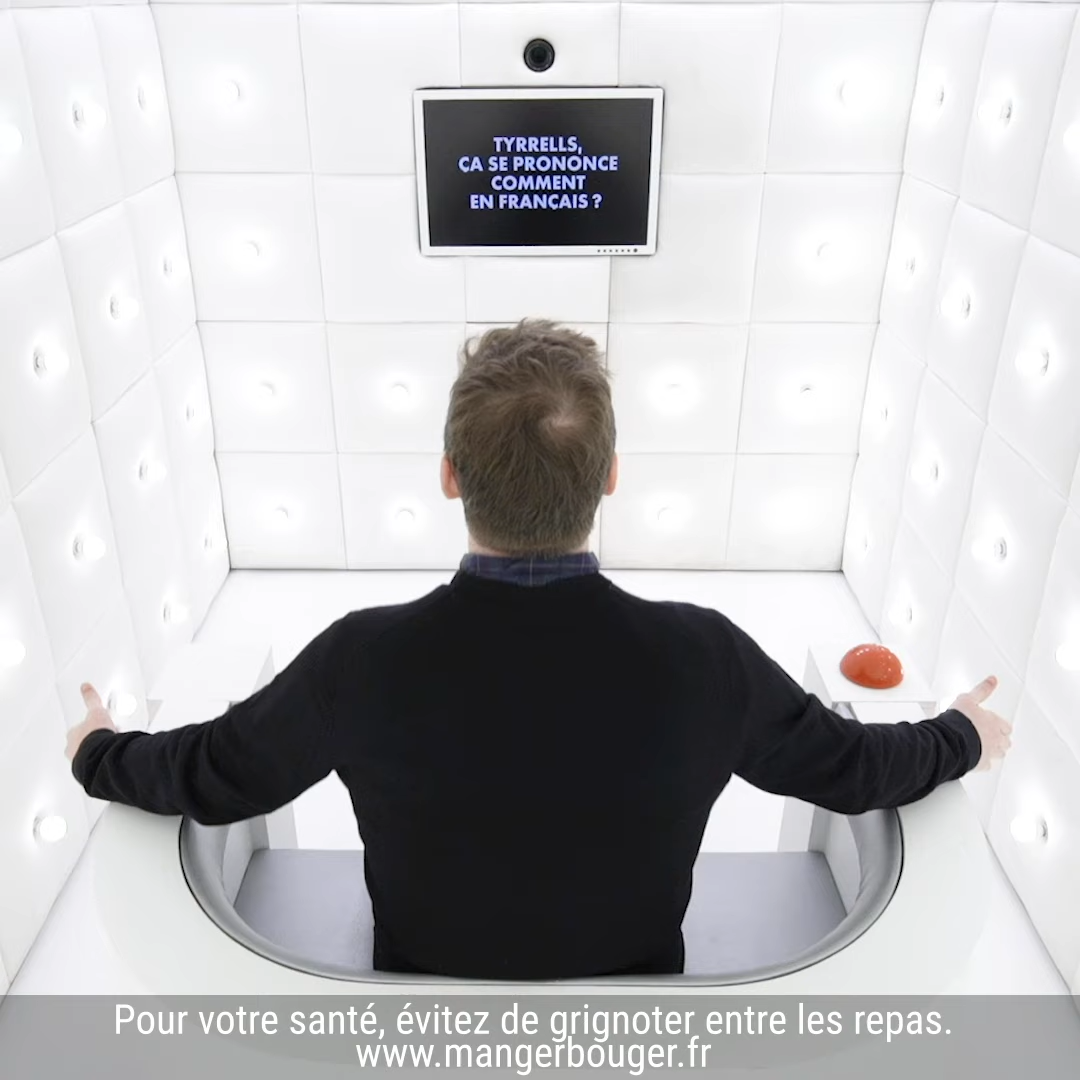 TYRRELLS,
ÇA SE PRONONCE
COMMENT
EN FRANÇAIS ?
Pour votre santé, évitez de grignoter entre les repas.
www.mangerbouger.fr